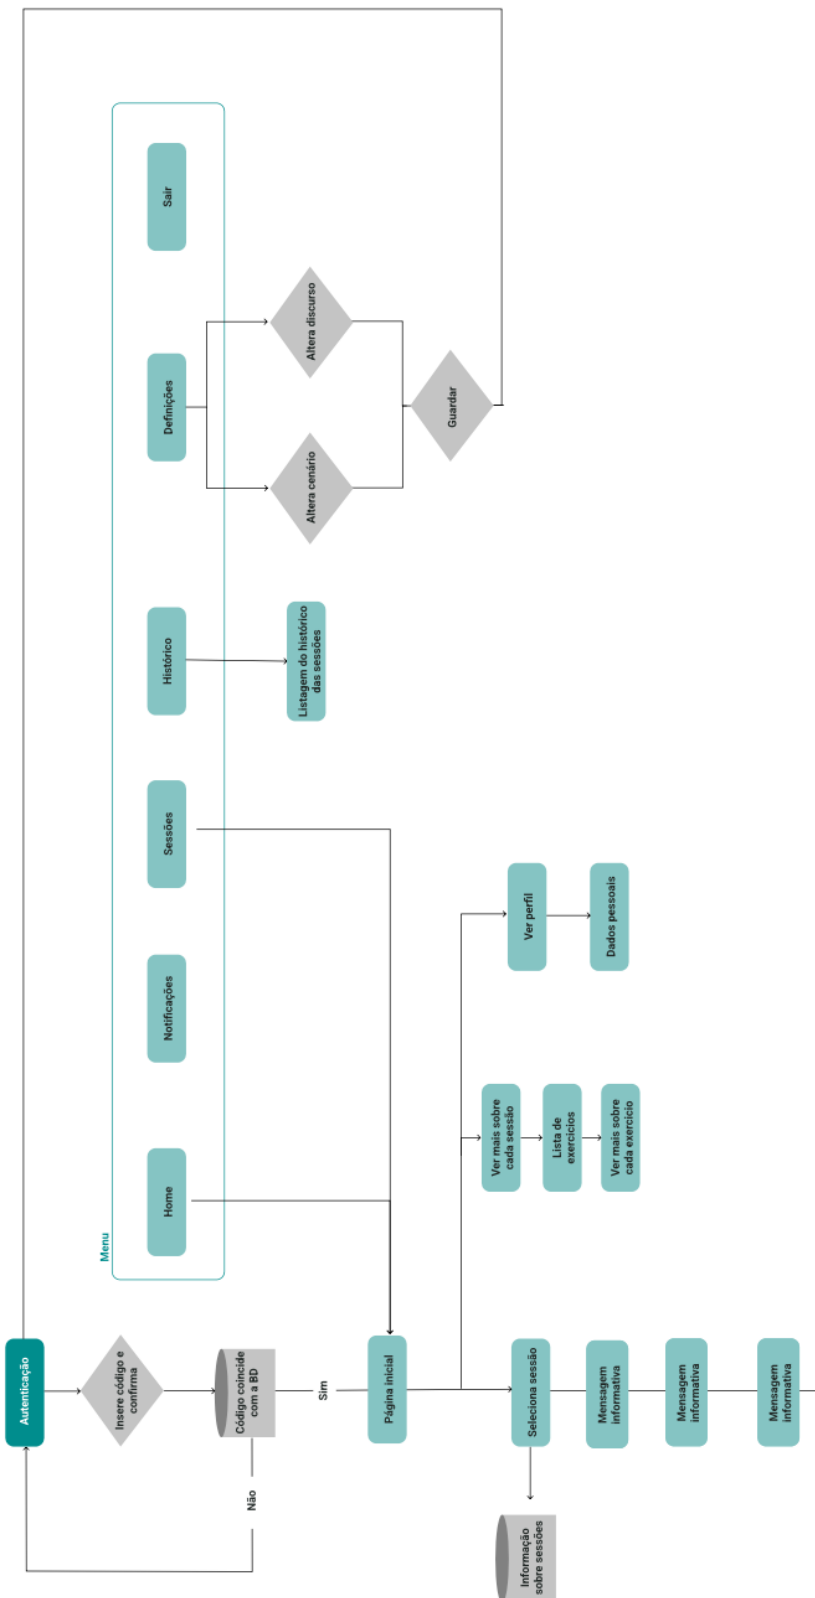 Autenticação
Insere código e
confirma
Código coincide
com a BD
Não
Sim
Página inicial
Menu
Home
Notificações
Sessões
Histórico
Definições
Sair
Listagem do histórico
das sessões
Altera cenário
Altera discurso
Guardar
Seleciona sessão
Informação
sobre sessões
Mensagem
informativa
Mensagem
informativa
Mensagem
informativa
Ver mais sobre
cada sessão
Lista de
exercícios
Ver mais sobre
cada exercício
Ver perfil
Dados pessoais